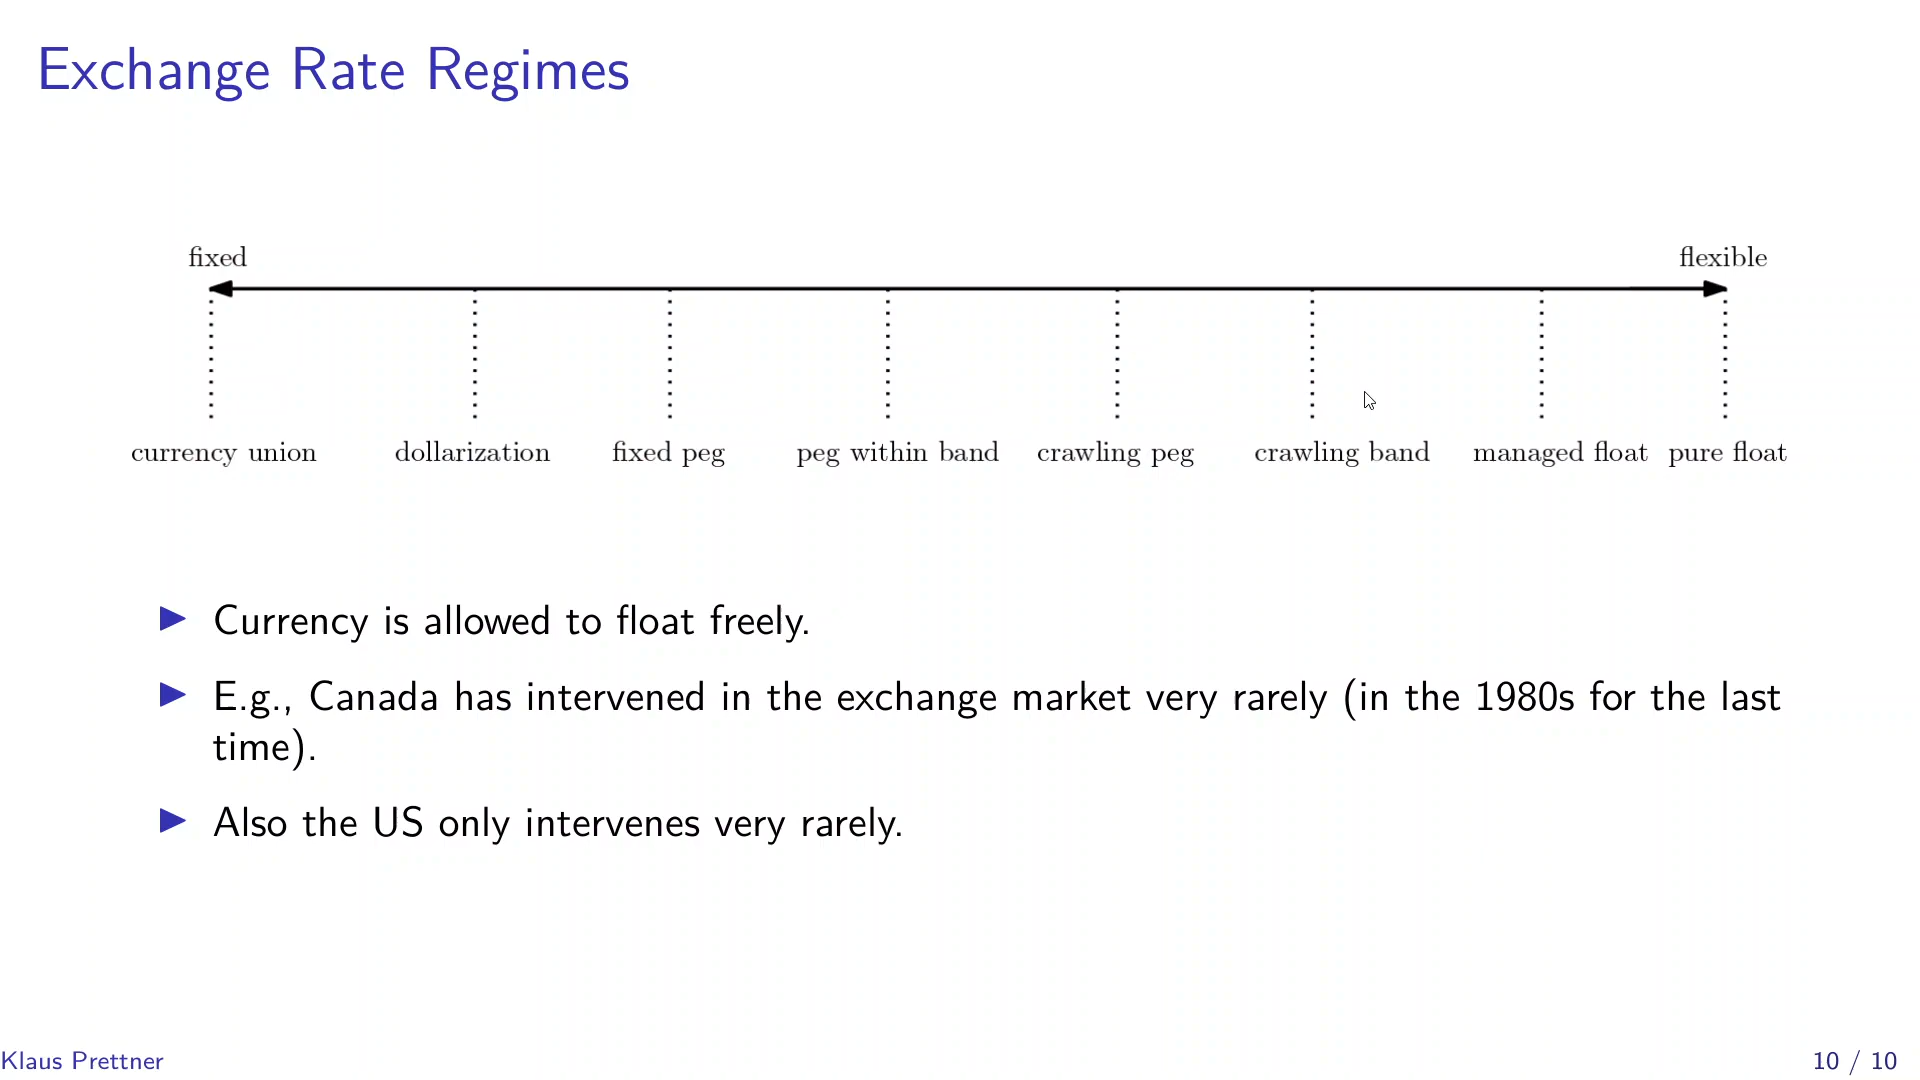 Exchange Rate Regimes
fixed flexible
currency union dollarization fixed peg peg within band crawling peg crawling band managed float pure float
Currency is allowed to float freely.
E.g., Canada has intervened in the exchange market very rarely (in the 1980s for the last
time).
Also the US only intervenes very rarely.
Klaus Prettner 10 / 10